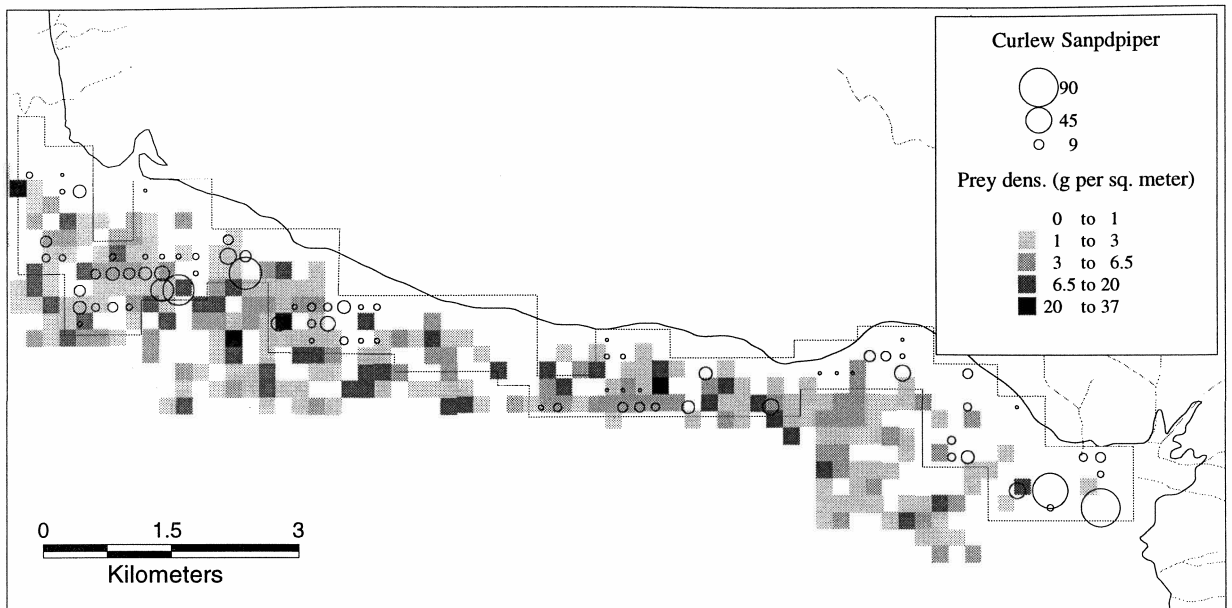 Curlew Sanpdpiper
90
45
9
Prey dens. (g per sq. meter)
0 to 1
1 to 3
3 to 6.5
6.5 to 20
20 to 37
0 1.5 3
Kilometers